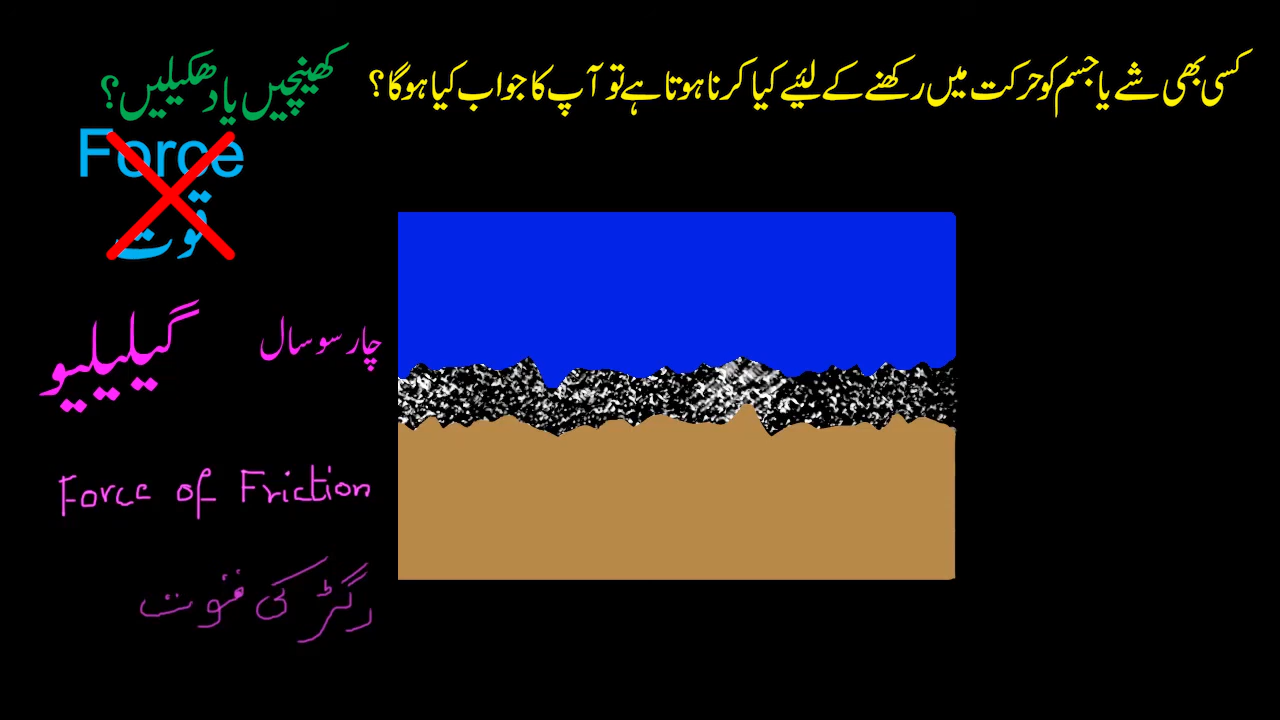 کسی بھی شے یا جسم کو حرکت میں رکھنے کے لئیے کیا کرنا ہوتا ہے تو آپ کا جواب کیا ہوگا؟
کھینچیں یا دھکیلیں؟
Force
قوت
چار سو سال
گیلیلیو
Force of Friction
رگڑ کی قوت